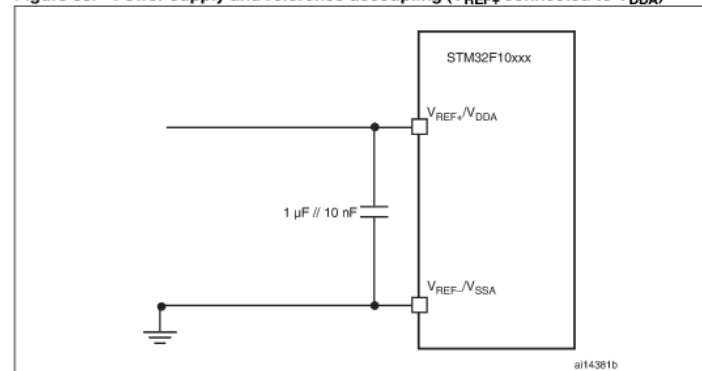 STM32F10xxx
VREF+/VDDA
1 µF // 10 nF
VREF–/VSSA
ai14381b